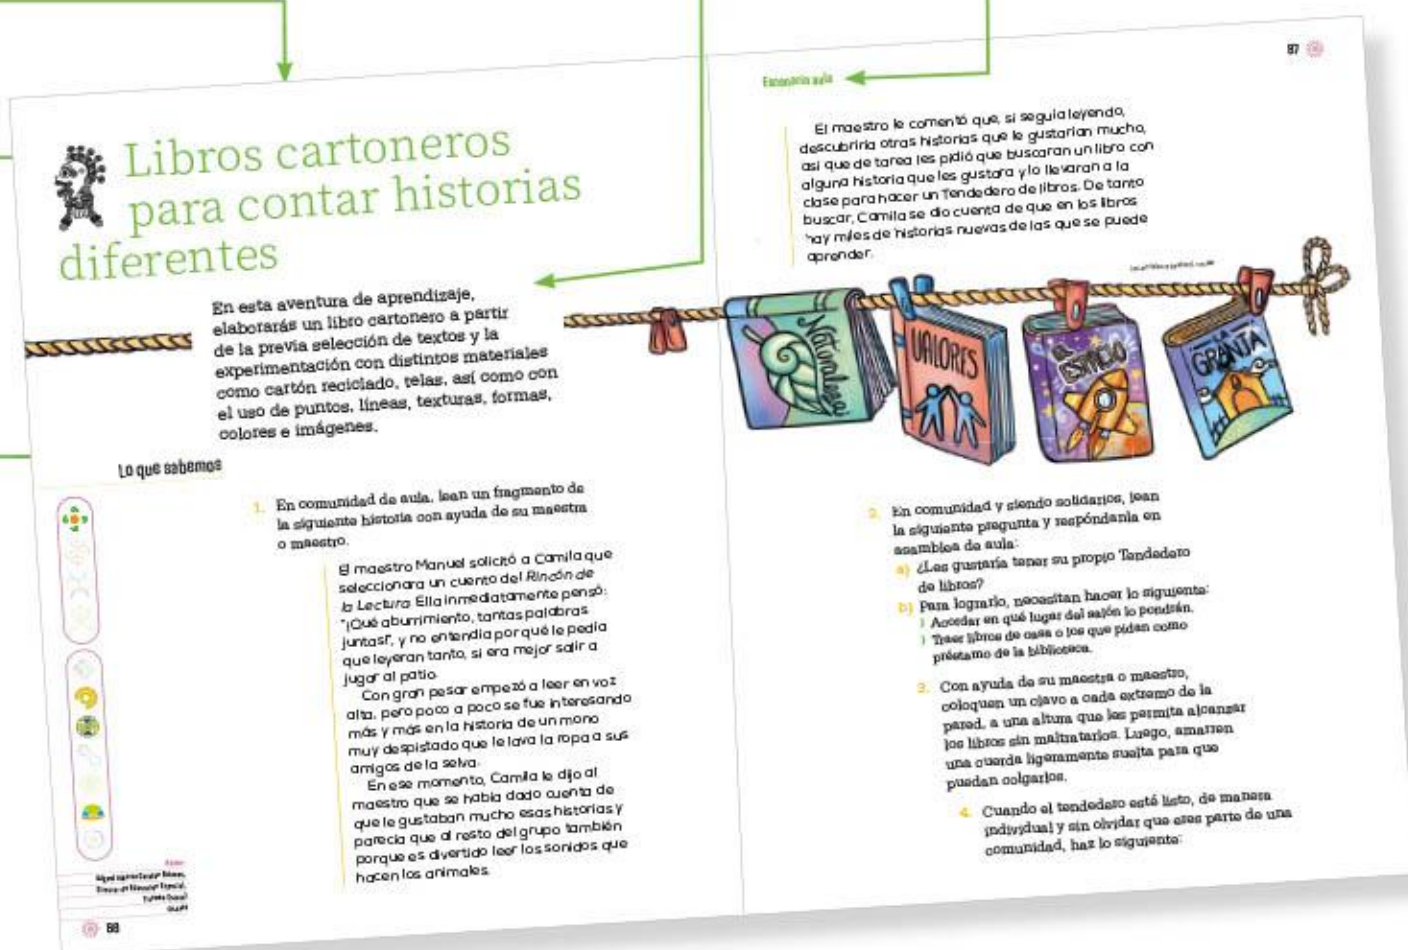 Libros cartoneros
para contar historias
diferentes
En esta aventura de aprendizaje,
elaborarás un libro cartonero a partir
de la previa selección de textos y la
experimentación con distintos materiales
como cartón reciclado, telas, así como con
el uso de puntos, líneas, texturas, formas,
colores e imágenes.
Lo que sabemos
1. En comunidad de aula, lean un fragmento de
la siguiente historia con ayuda de su maestra
o maestro.
El maestro Manuel solicitó a Camila que
seleccionara un cuento del Rincón de
la Lectura. Ella inmediatamente pensó:
"¡Qué aburrimiento, tantas palabras
juntas!", y no entendía por qué le pedía
que leyeran tanto, si era mejor salir a
jugar al patio.
Con gran pesar empezó a leer en voz
alta, pero poco a poco se fue interesando
más y más en la historia de un mono
muy despistado que le lava la ropa a sus
amigos de la selva.
En ese momento, Camila le dijo al
maestro que se había dado cuenta de
que le gustaban mucho esas historias y
parecía que al resto del grupo también
porque es divertido leer los sonidos que
hacen los animales.
87
Escenario aula
El maestro le comentó que, si seguía leyendo,
descubriría otras historias que le gustarían mucho,
así que de tarea les pidió que buscaran un libro con
alguna historia que les gustara y lo llevaran a la
clase para hacer un Tendedero de libros. De tanto
buscar, Camila se dio cuenta de que en los libros
hay miles de historias nuevas de las que se puede
aprender.
Naturaleza
VALORES
EL
ESPACIO
LA
GRANJA
2. En comunidad y siendo solidarios, lean
la siguiente pregunta y respóndanla en
asamblea de aula:
a) ¿Les gustaría tener su propio Tendedero
de libros?
b) Para lograrlo, necesitan hacer lo siguiente:
Acordar en qué lugar del salón lo pondrán.
Traer libros de casa o los que pidan como
préstamo de la biblioteca.
3. Con ayuda de su maestra o maestro,
coloquen un clavo a cada extremo de la
pared, a una altura que les permita alcanzar
los libros sin maltratarlos. Luego, amarren
una cuerda ligeramente suelta para que
puedan colgarlos.
4. Cuando el tendedero esté listo, de manera
individual y sin olvidar que eres parte de una
comunidad, haz lo siguiente: